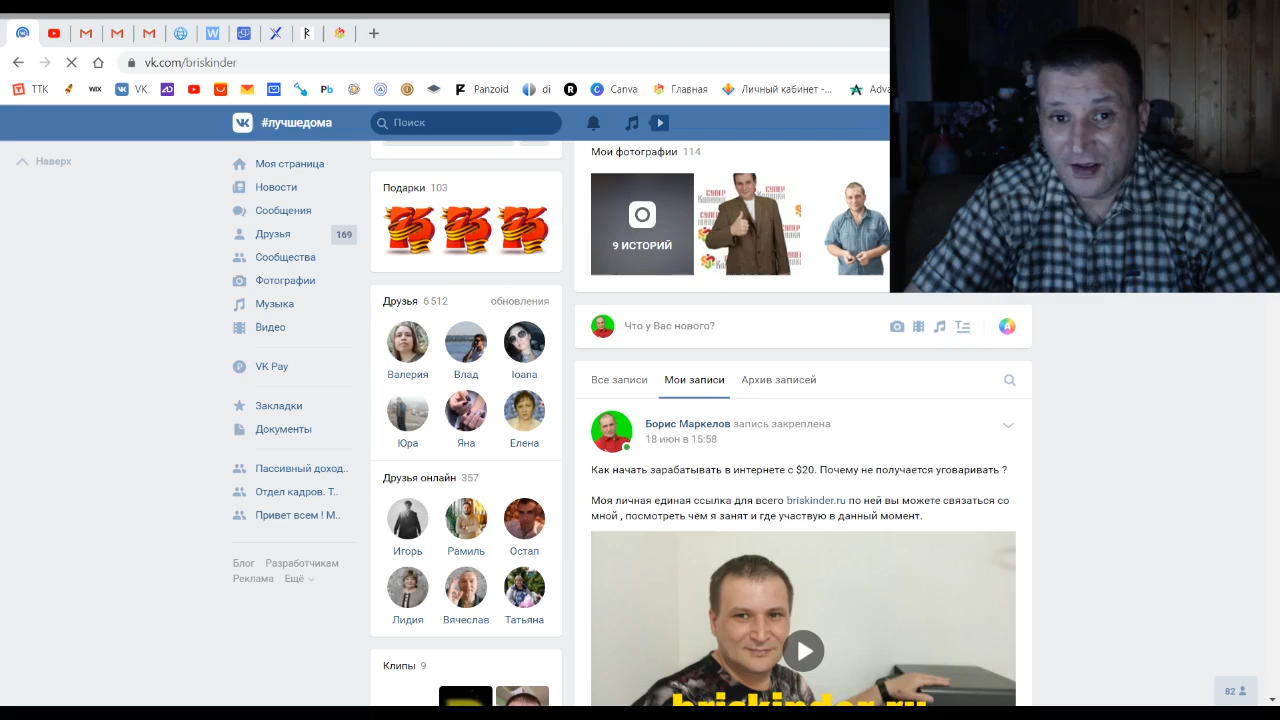 vk.com/briskinder
ТТК
WIX
VK
Pb
Panzoid
di
Canva
Главная
Личный кабинет -...
Adva
#лучшедома
Поиск
Наверх
Моя страница
Новости
Сообщения
Друзья 169
Сообщества
Фотографии
Музыка
Видео
VK Pay
Закладки
Документы
Пассивный доход..
Отдел кадров. Т..
Привет всем ! М..
Блог Разработчикам
Реклама Ещё
Подарки 103
Друзья 6 512 обновления
Валерия Влад Ioana
Юра Яна Елена
Друзья онлайн 357
Игорь Рамиль Остап
Лидия Вячеслав Татьяна
Клипы 9
Мои фотографии 114
9 ИСТОРИЙ
Что у Вас нового?
Все записи Мои записи Архив записей
Борис Маркелов запись закреплена
18 июн в 15:58
Как начать зарабатывать в интернете с $20. Почему не получается уговаривать ?
Моя личная единая ссылка для всего briskinder.ru по ней вы можете связаться со
мной , посмотреть чем я занят и где участвую в данный момент.
briskinder.ru
82